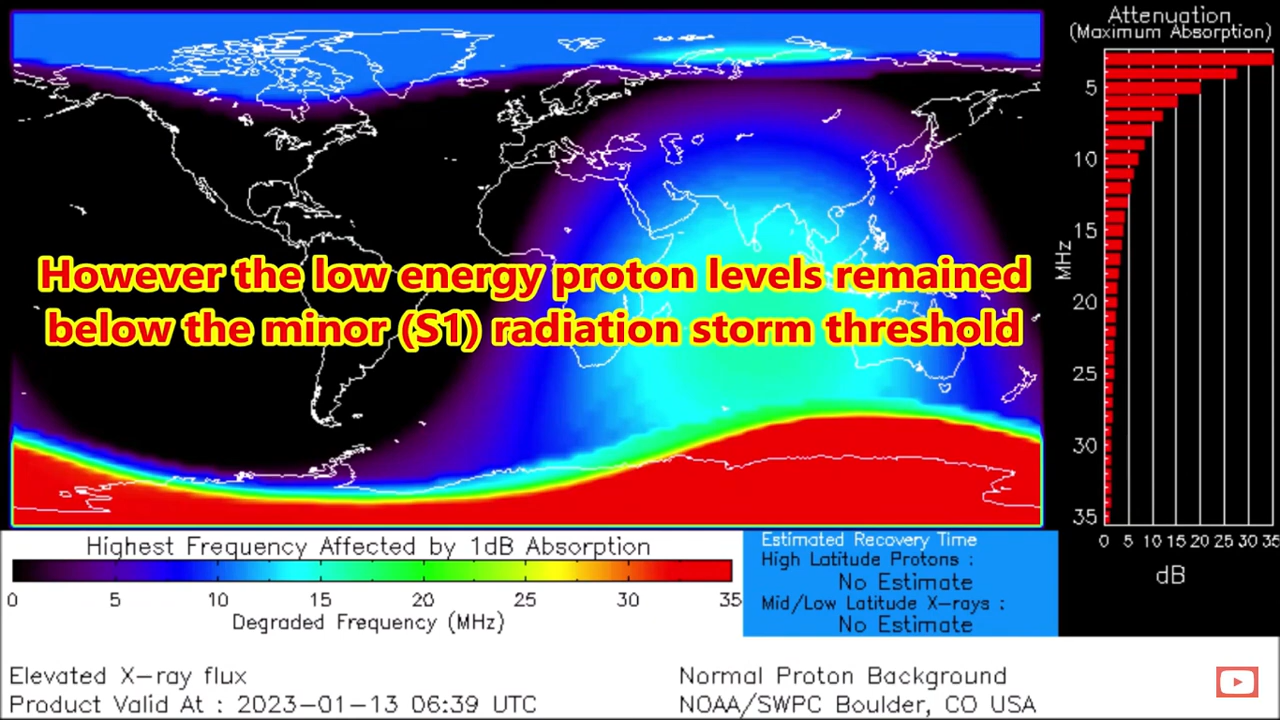 Attenuation
(Maximum Absorption)
5
10
15
20
25
30
35
MHz
0 5 10 15 20 25 30 35
dB
However the low energy proton levels remained
below the minor (S1) radiation storm threshold
Highest Frequency Affected by 1dB Absorption
0 5 10 15 20 25 30 35
Degraded Frequency (MHz)
Estimated Recovery Time
High Latitude Protons :
No Estimate
Mid/Low Latitude X-rays :
No Estimate
Elevated X-ray flux
Product Valid At : 2023-01-13 06:39 UTC
Normal Proton Background
NOAA/SWPC Boulder, CO USA